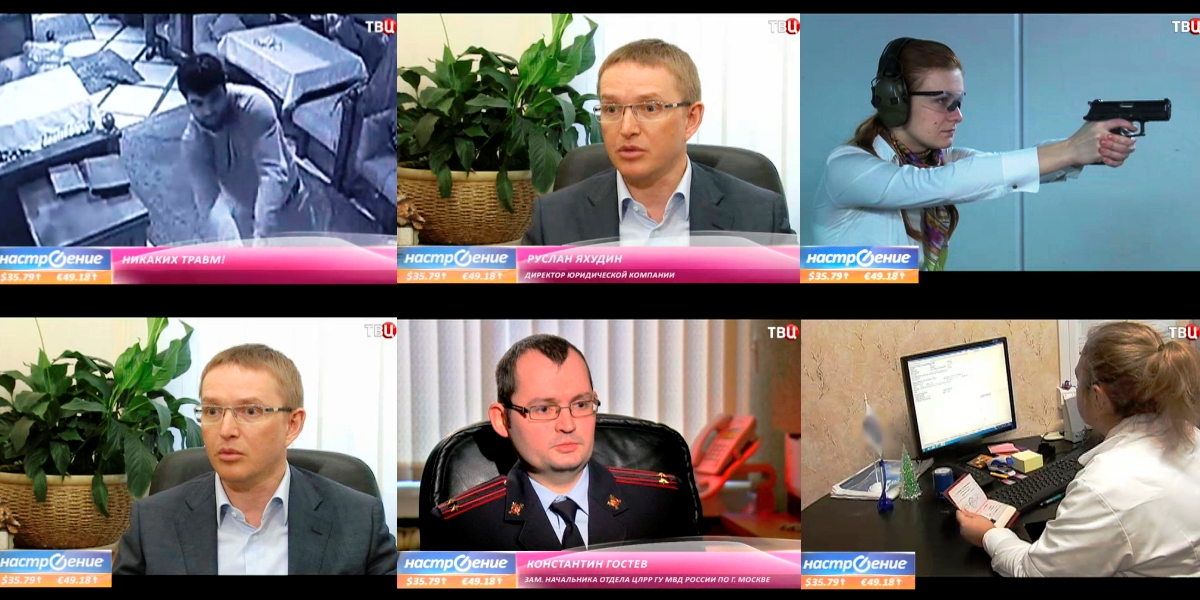 ТВЦ
настроение
НИКАКИХ ТРАВМ!
$35.79↑ €49.18↑
ТВЦ
настроение
РУСЛАН ЯХУДИН
ДИРЕКТОР ЮРИДИЧЕСКОЙ КОМПАНИИ
$35.79↑ €49.18↑
ТВЦ
настроение
$35.79↑ €49.18↑
ТВЦ
настроение
$35.79↑ €49.18↑
ТВЦ
настроение
КОНСТАНТИН ГОСТЕВ
ЗАМ. НАЧАЛЬНИКА ОТДЕЛА ЦЛРР ГУ МВД РОССИИ ПО Г. МОСКВЕ
$35.79↑ €49.18↑
ТВЦ
настроение
$35.79↑ €49.18↑